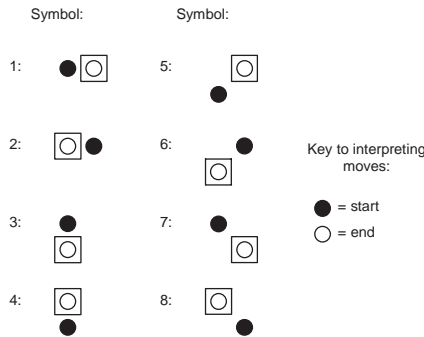 Symbol: Symbol:
1: 5:
2: 6:
Key to interpreting
moves:
= start
= end
3: 7:
4: 8: